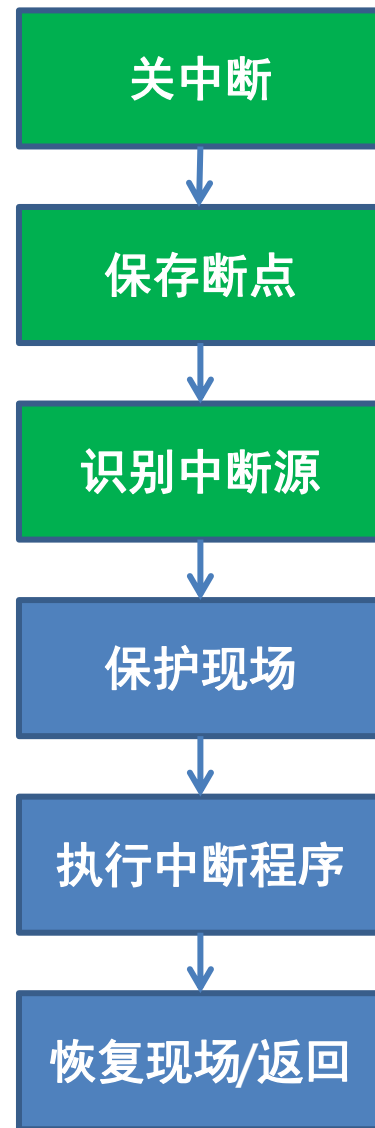 关中断
保存断点
识别中断源
保护现场
执行中断程序
恢复现场/返回